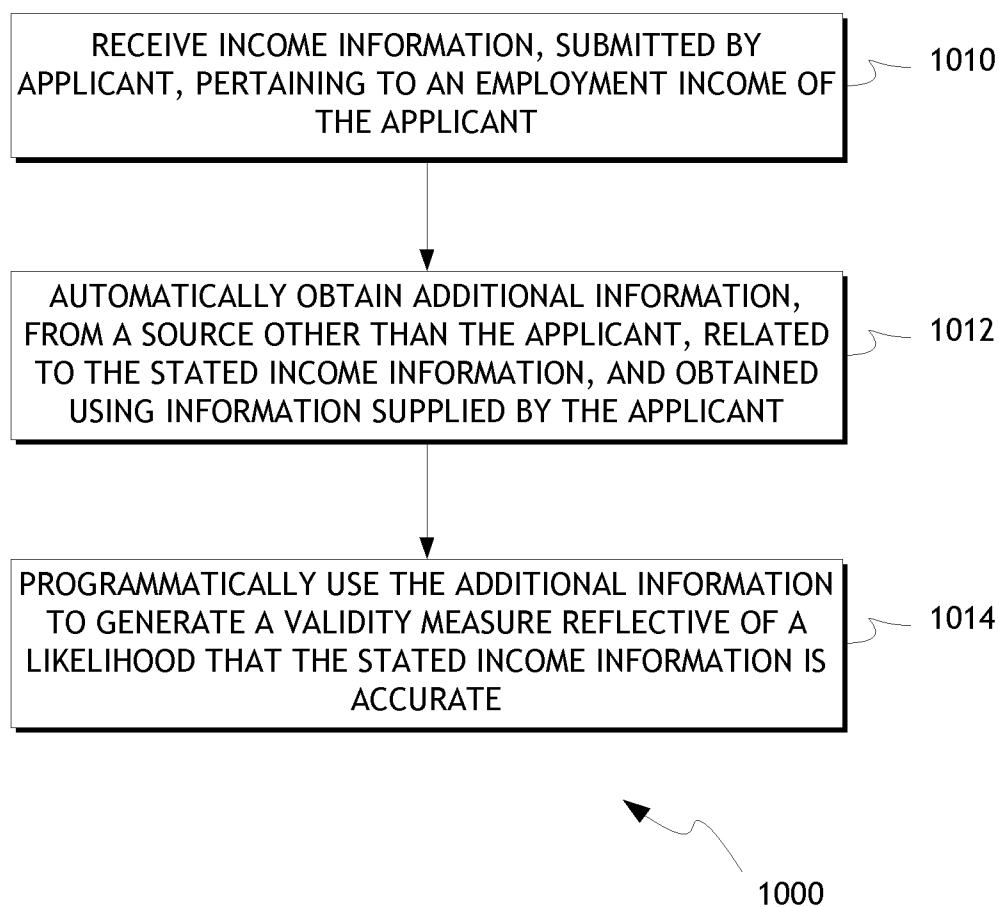 RECEIVE INCOME INFORMATION, SUBMITTED BY
APPLICANT, PERTAINING TO AN EMPLOYMENT INCOME OF
THE APPLICANT
1010
AUTOMATICALLY OBTAIN ADDITIONAL INFORMATION,
FROM A SOURCE OTHER THAN THE APPLICANT, RELATED
TO THE STATED INCOME INFORMATION, AND OBTAINED
USING INFORMATION SUPPLIED BY THE APPLICANT
1012
PROGRAMMATICALLY USE THE ADDITIONAL INFORMATION
TO GENERATE A VALIDITY MEASURE REFLECTIVE OF A
LIKELIHOOD THAT THE STATED INCOME INFORMATION IS
ACCURATE
1014
1000